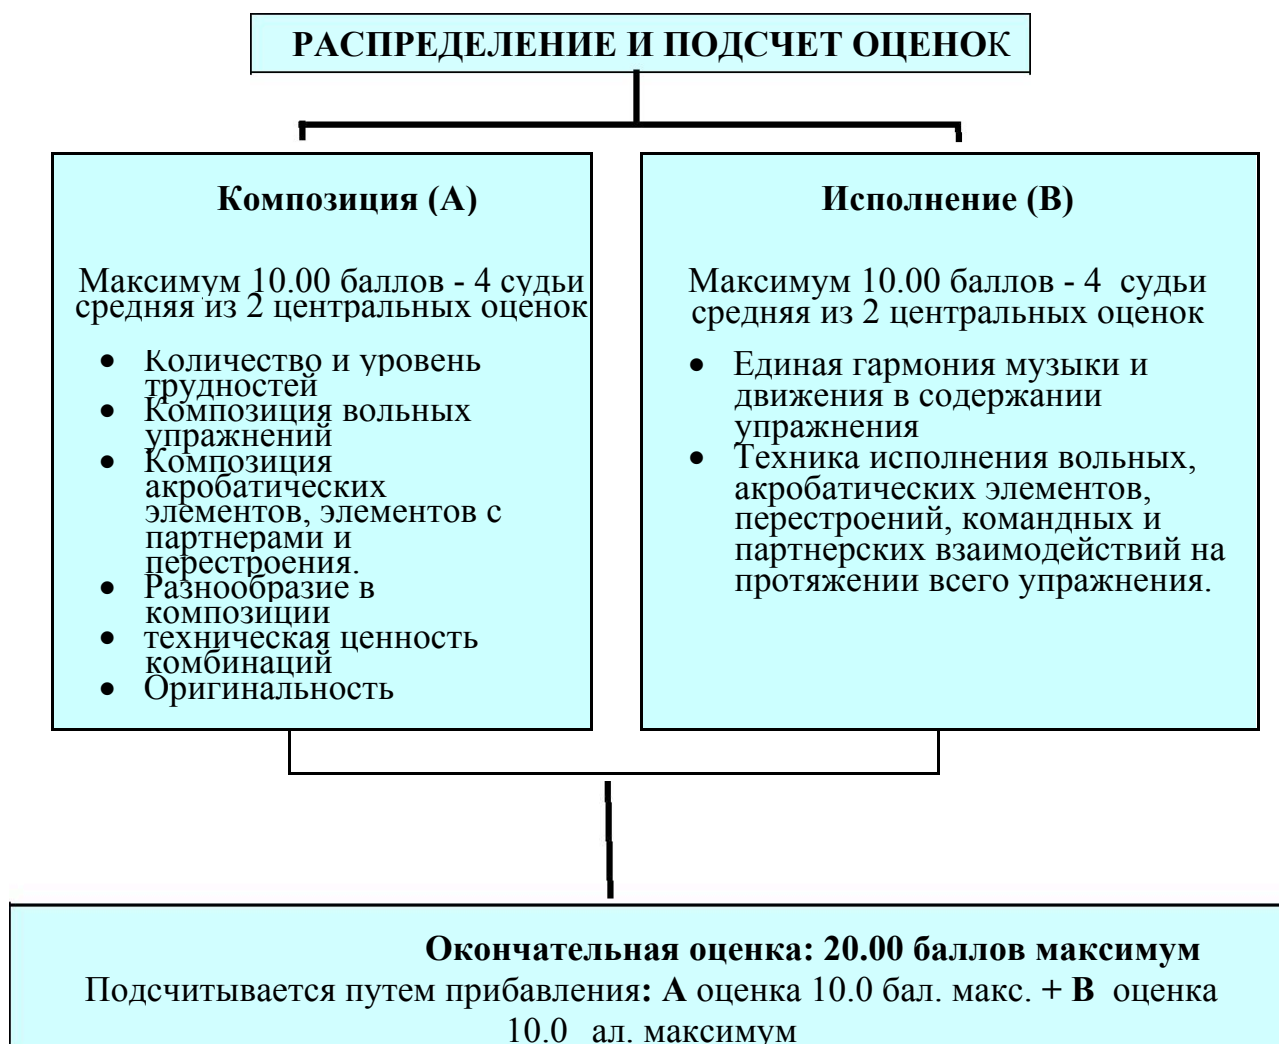 РАСПРЕДЕЛЕНИЕ И ПОДСЧЕТ ОЦЕНОК
Композиция (А)
Максимум 10.00 баллов - 4 судьи
средняя из 2 центральных оценок
• Количество и уровень
трудностей
• Композиция вольных
упражнений
• Композиция
акробатических
элементов, элементов с
партнерами и
перестроения.
• Разнообразие в
композиции
• техническая ценность
комбинаций
• Оригинальность
Исполнение (В)
Максимум 10.00 баллов - 4 судьи
средняя из 2 центральных оценок
• Единая гармония музыки и
движения в содержании
упражнения
• Техника исполнения вольных,
акробатических элементов,
перестроений, командных и
партнерских взаимодействий на
протяжении всего упражнения.
Окончательная оценка: 20.00 баллов максимум
Подсчитывается путем прибавления: А оценка 10.0 бал. макс. + В оценка
10.0 ал. максимум